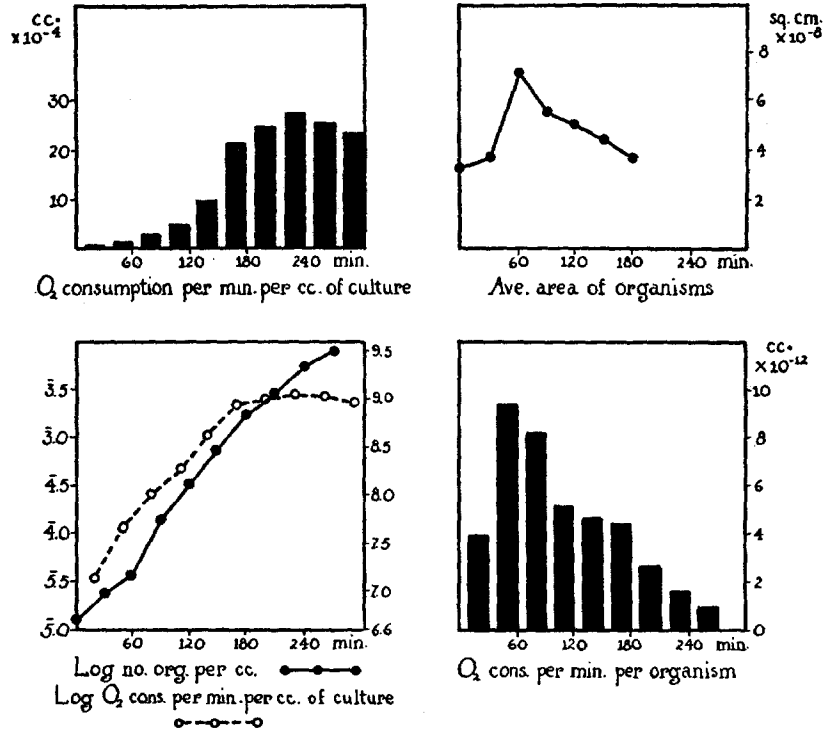 cc.
×10⁻⁴
30
20
10
60 120 240 min.
O₂ consumption per min. per cc. of culture
sq. cm.
×10⁻⁸
8
6
4
2
60 120 180 240 min.
Ave. area of organisms
3̄.5
3̄.0
4̄.5
4̄.0
5̄.5
5̄.0
9.5
9.0
8.5
8.0
7.5
7.0
6.6
60 120 180 240 min.
Log no. org. per cc.
Log O₂ cons. per min. per cc. of culture
cc.
×10⁻¹²
10
8
6
4
2
0
60 120 180 240 min.
O₂ cons. per min. per organism